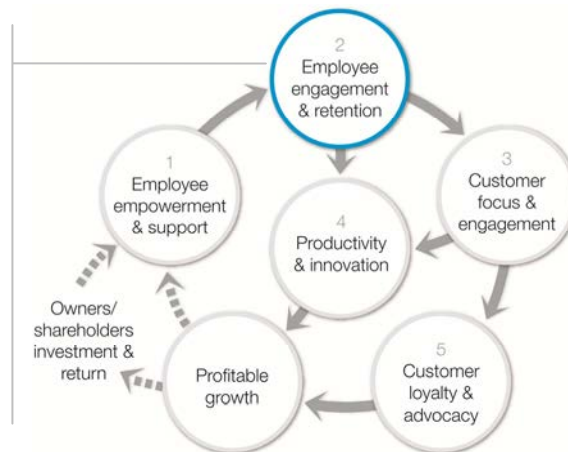 2
Employee
engagement
& retention
1
Employee
empowerment
& support
3
Customer
focus &
engagement
4
Productivity
& innovation
Owners/
shareholders
investment &
return
Profitable
growth
5
Customer
loyalty &
advocacy